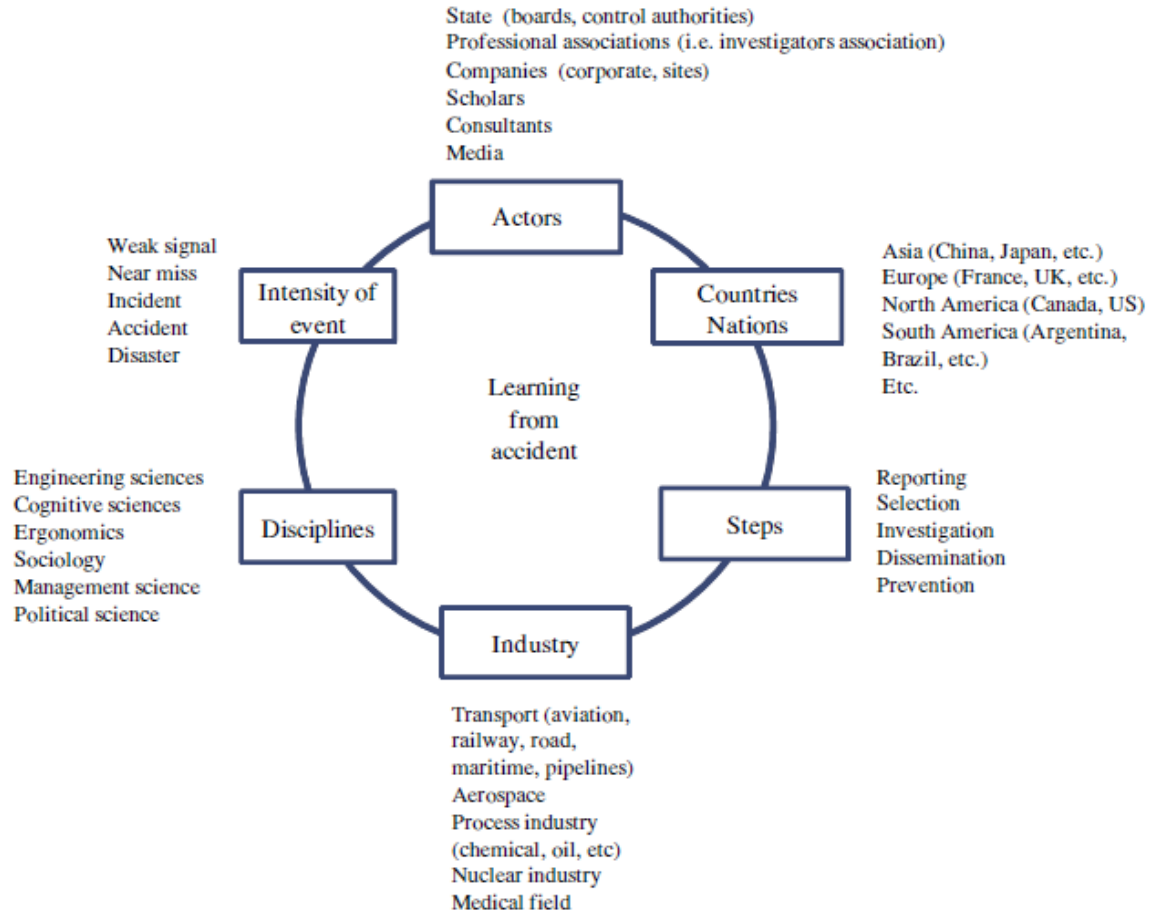 State (boards, control authorities)
Professional associations (i.e. investigators association)
Companies (corporate, sites)
Scholars
Consultants
Media
Actors
Weak signal
Near miss
Incident
Accident
Disaster
Intensity of
event
Countries
Nations
Asia (China, Japan, etc.)
Europe (France, UK, etc.)
North America (Canada, US)
South America (Argentina,
Brazil, etc.)
Etc.
Learning
from
accident
Engineering sciences
Cognitive sciences
Ergonomics
Sociology
Management science
Political science
Disciplines
Steps
Reporting
Selection
Investigation
Dissemination
Prevention
Industry
Transport (aviation,
railway, road,
maritime, pipelines)
Aerospace
Process industry
(chemical, oil, etc)
Nuclear industry
Medical field